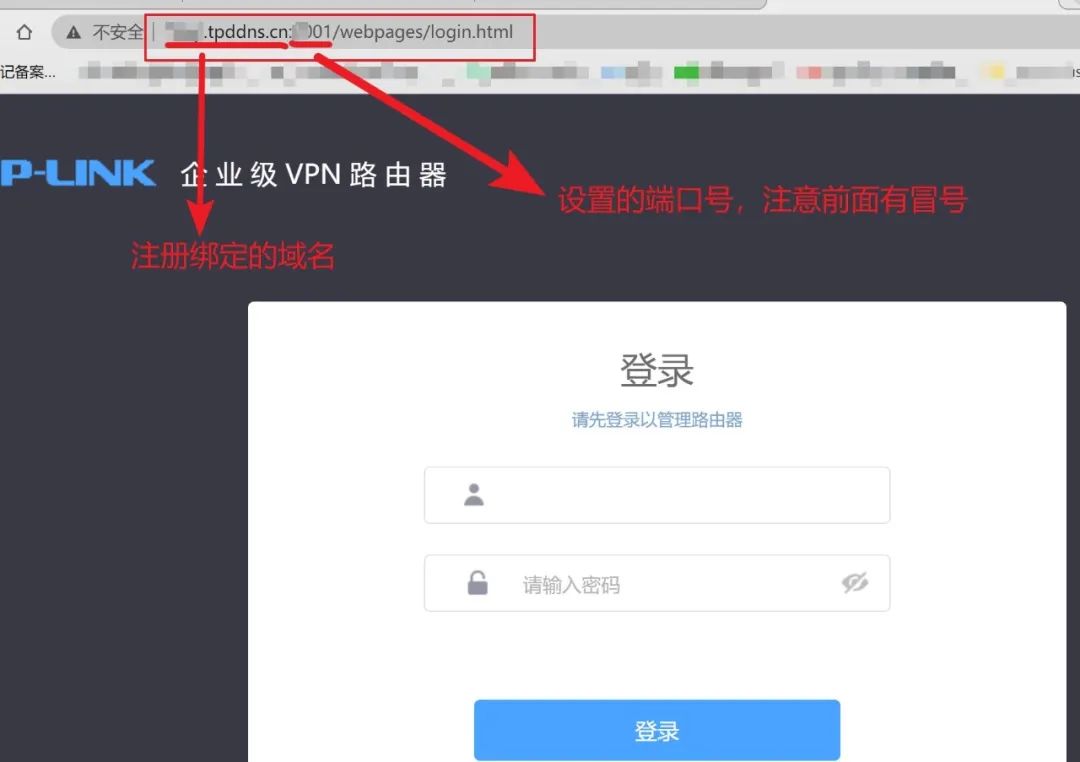 不安全 .tpddns.cn: 001/webpages/login.html
记备案...
P-LINK 企业级VPN路由器
设置的端口号，注意前面有冒号
注册绑定的域名
登录
请先登录以管理路由器
请输入密码
登录